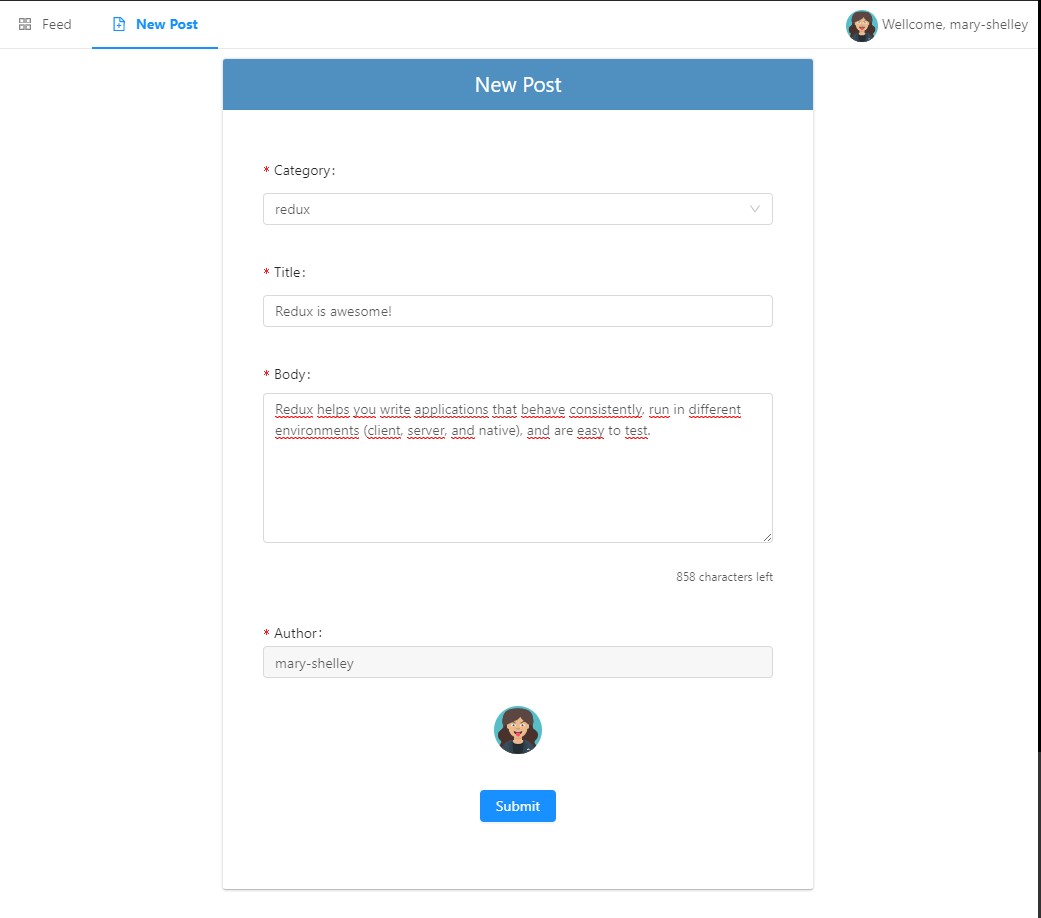 Feed
New Post
Wellcome, mary-shelley
New Post
* Category:
redux
* Title:
Redux is awesome!
* Body:
Redux helps you write applications that behave consistently, run in different
environments (client, server, and native), and are easy to test.
858 characters left
* Author:
mary-shelley
Submit